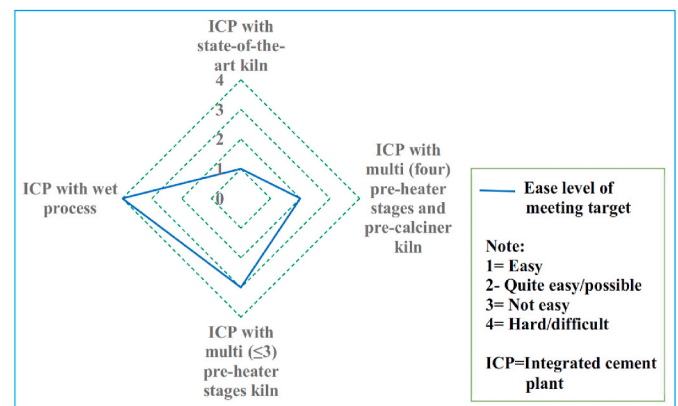 ICP with
state-of-the-
art kiln
4
3
2
1
0
ICP with
multi (four)
pre-heater
stages and
pre-calciner
kiln
ICP with wet
process
ICP with
multi (≤3)
pre-heater
stages kiln
Ease level of
meeting target
Note:
1= Easy
2- Quite easy/possible
3= Not easy
4= Hard/difficult
ICP=Integrated cement
plant